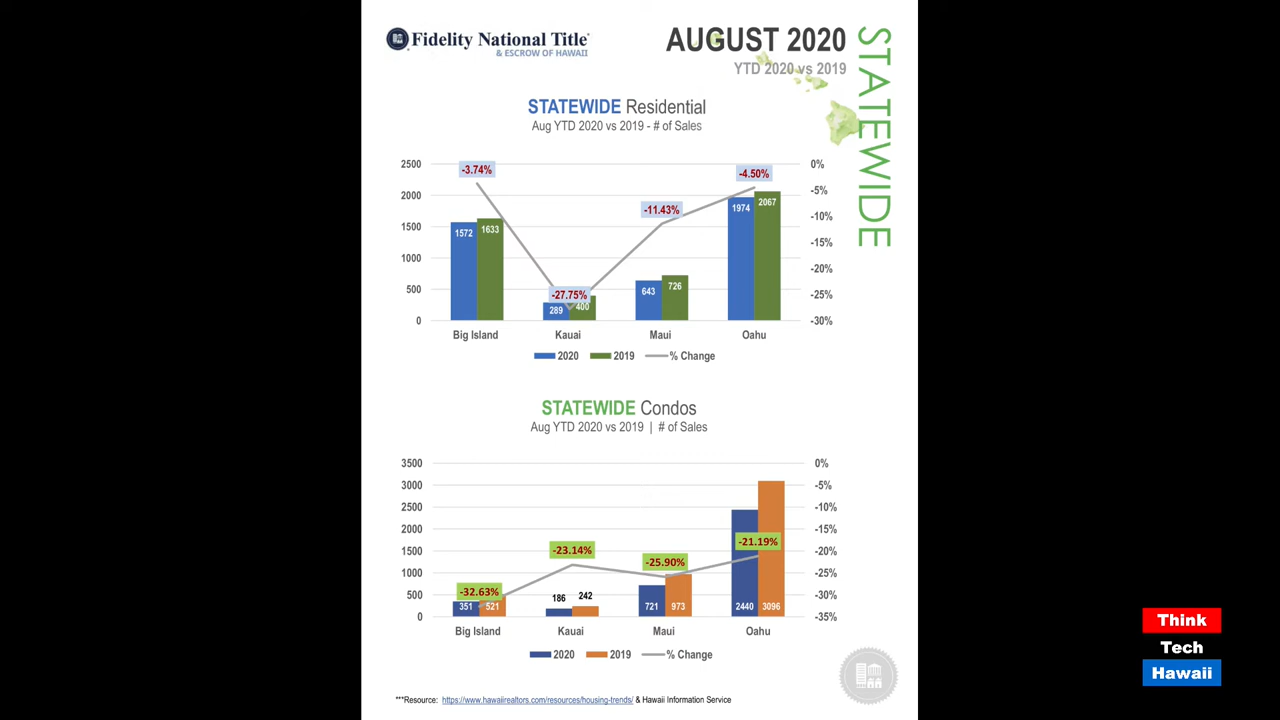 Fidelity National Title
& ESCROW OF HAWAII
AUGUST 2020
YTD 2020 vs 2019
STATEWIDE
STATEWIDE Residential
Aug YTD 2020 vs 2019 - # of Sales
2500
2000
1500
1000
500
0
0%
-5%
-10%
-15%
-20%
-25%
-30%
-3.74%
-27.75%
-11.43%
-4.50%
1572
1633
289
400
643
726
1974
2067
Big Island
Kauai
Maui
Oahu
2020
2019
% Change
STATEWIDE Condos
Aug YTD 2020 vs 2019 | # of Sales
3500
3000
2500
2000
1500
1000
500
0
0%
-5%
-10%
-15%
-20%
-25%
-30%
-35%
-32.63%
-23.14%
-25.90%
-21.19%
351
521
186
242
721
973
2440
3096
Big Island
Kauai
Maui
Oahu
2020
2019
% Change
***Resource: https://www.hawaiirealtors.com/resources/housing-trends/ & Hawaii Information Service
Think
Tech
Hawaii